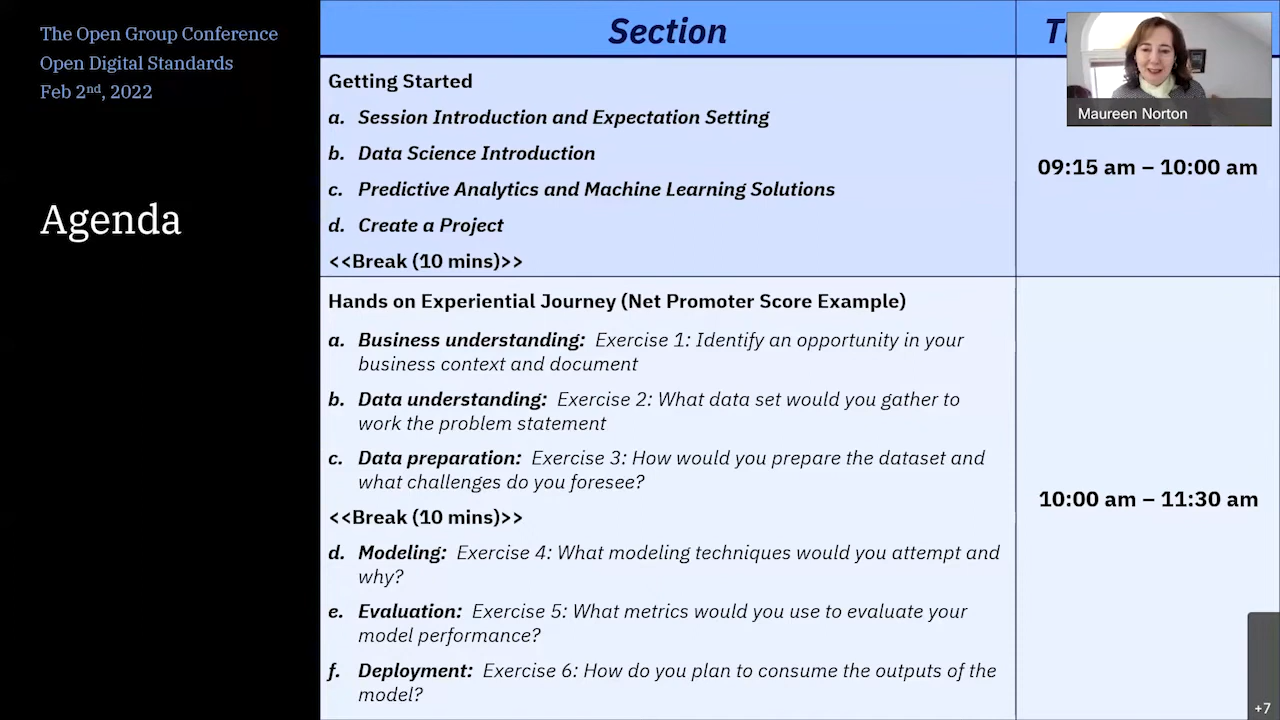 The Open Group Conference
Open Digital Standards
Feb 2nd, 2022
Agenda
Section
Maureen Norton
Getting Started
a. Session Introduction and Expectation Setting
b. Data Science Introduction
c. Predictive Analytics and Machine Learning Solutions
d. Create a Project
<<Break (10 mins)>>
09:15 am – 10:00 am
Hands on Experiential Journey (Net Promoter Score Example)
a. Business understanding: Exercise 1: Identify an opportunity in your
business context and document
b. Data understanding: Exercise 2: What data set would you gather to
work the problem statement
c. Data preparation: Exercise 3: How would you prepare the dataset and
what challenges do you foresee?
<<Break (10 mins)>>
d. Modeling: Exercise 4: What modeling techniques would you attempt and
why?
e. Evaluation: Exercise 5: What metrics would you use to evaluate your
model performance?
f. Deployment: Exercise 6: How do you plan to consume the outputs of the
model?
10:00 am – 11:30 am
+7